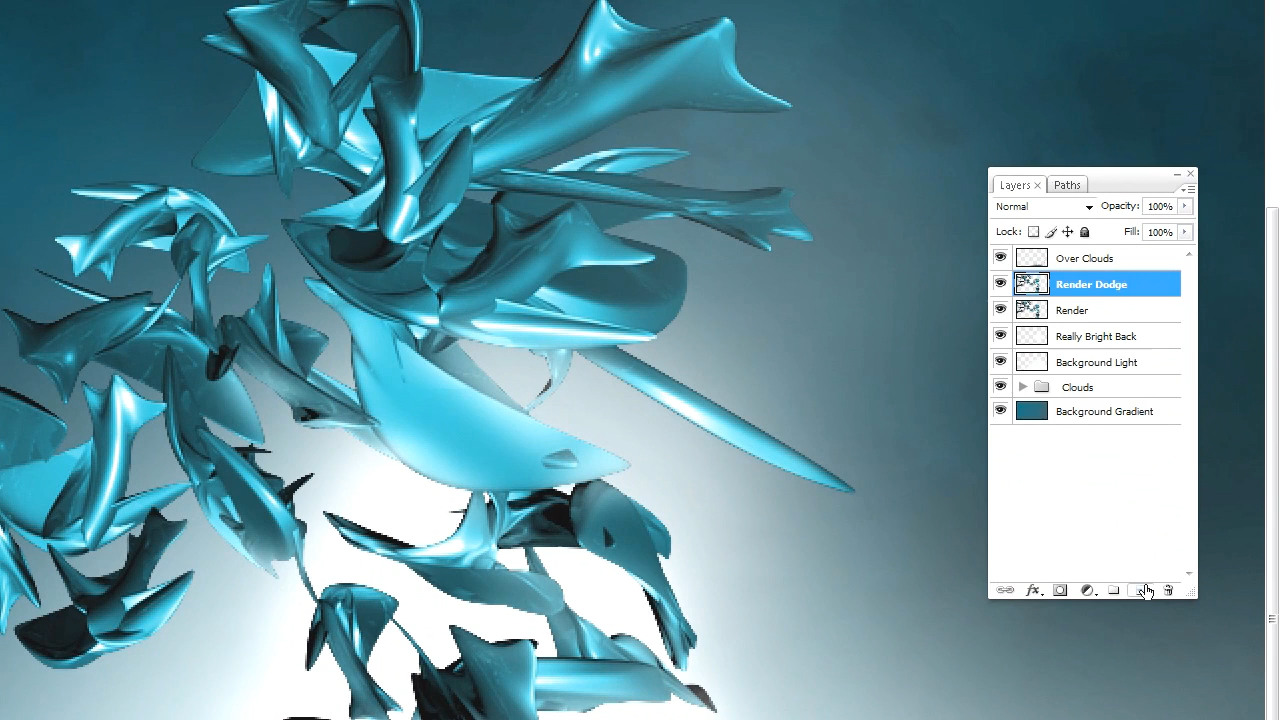 Layers Paths
Normal Opacity: 100%
Lock: Fill: 100%
Over Clouds
Render Dodge
Render
Really Bright Back
Background Light
Clouds
Background Gradient
fx